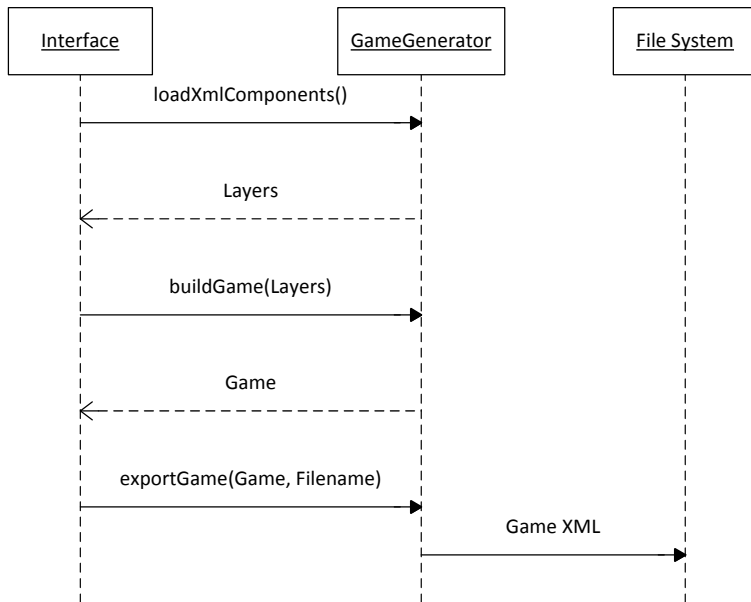 Interface
GameGenerator
File System
loadXmlComponents()
Layers
buildGame(Layers)
Game
exportGame(Game, Filename)
Game XML